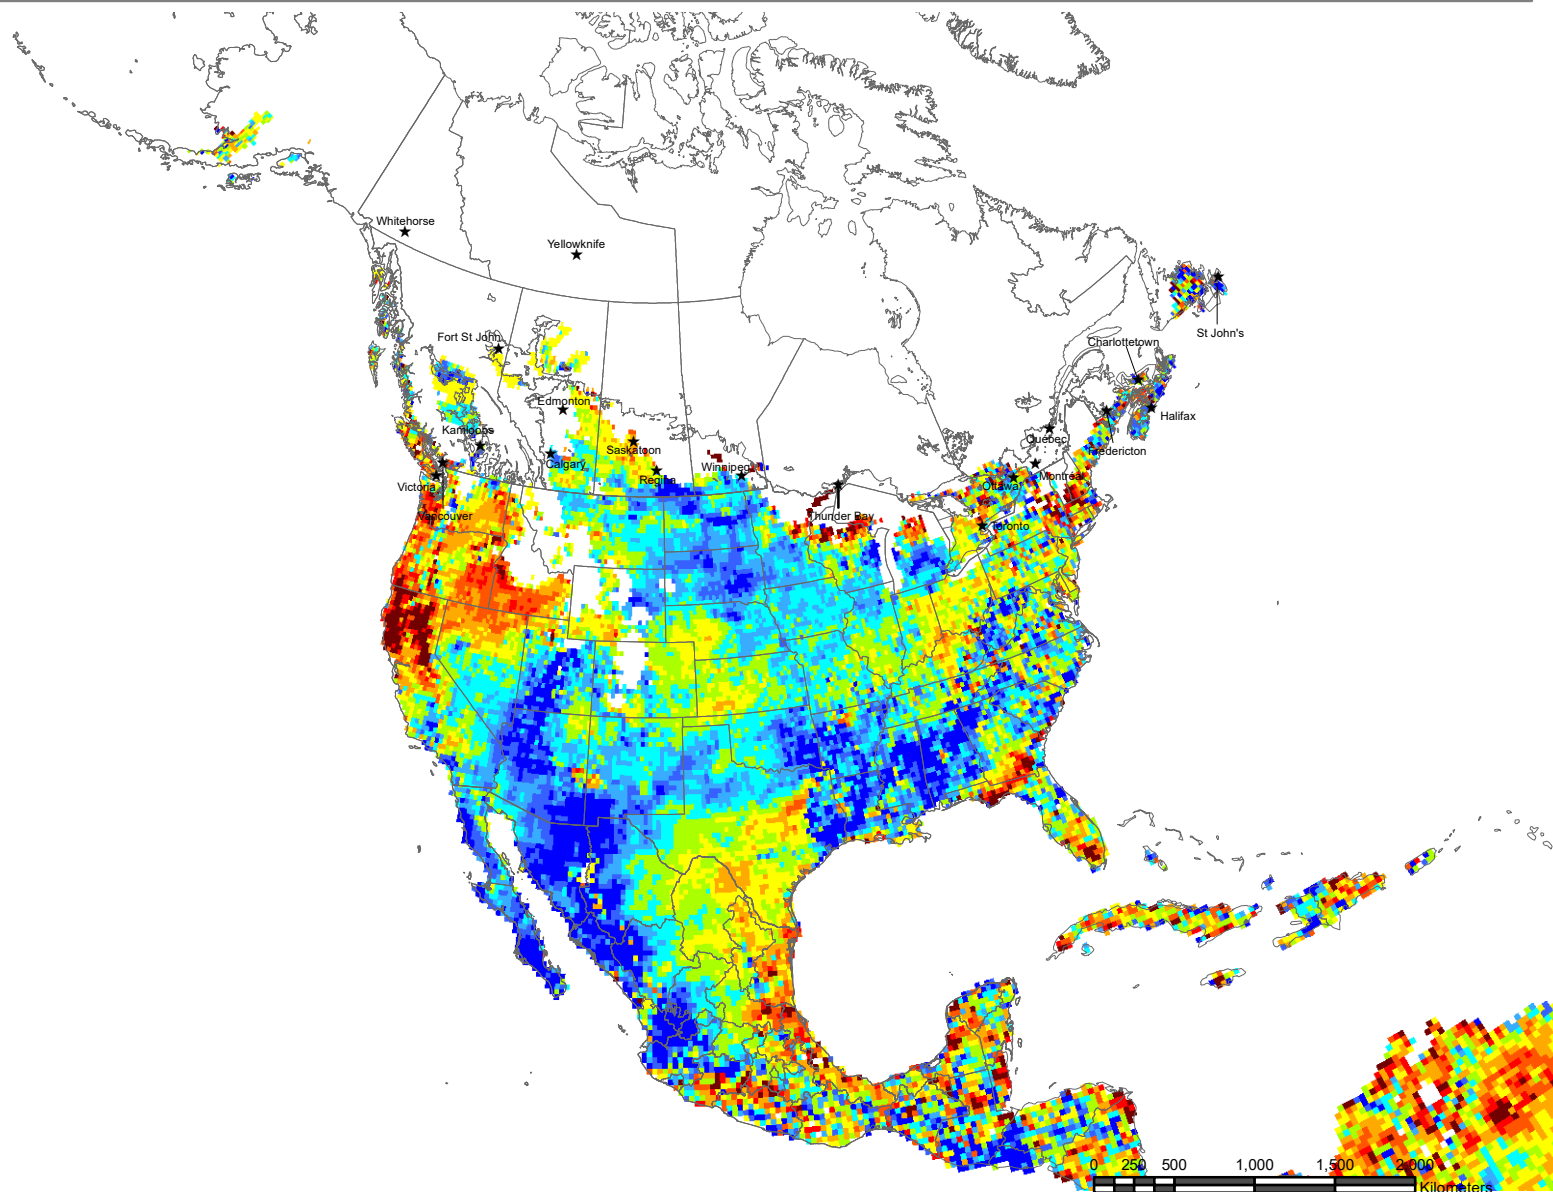 Whitehorse
Yellowknife
St John's
Fort St John
Charlottetown
Edmonton
Halifax
Kamloops
Quebec
Saskatoon
Fredericton
Calgary
Winnipeg
Montreal
Regina
Ottawa
Victoria
Vancouver
Thunder Bay
Toronto
0 250 500 1,000 1,500 2,000
Kilometers